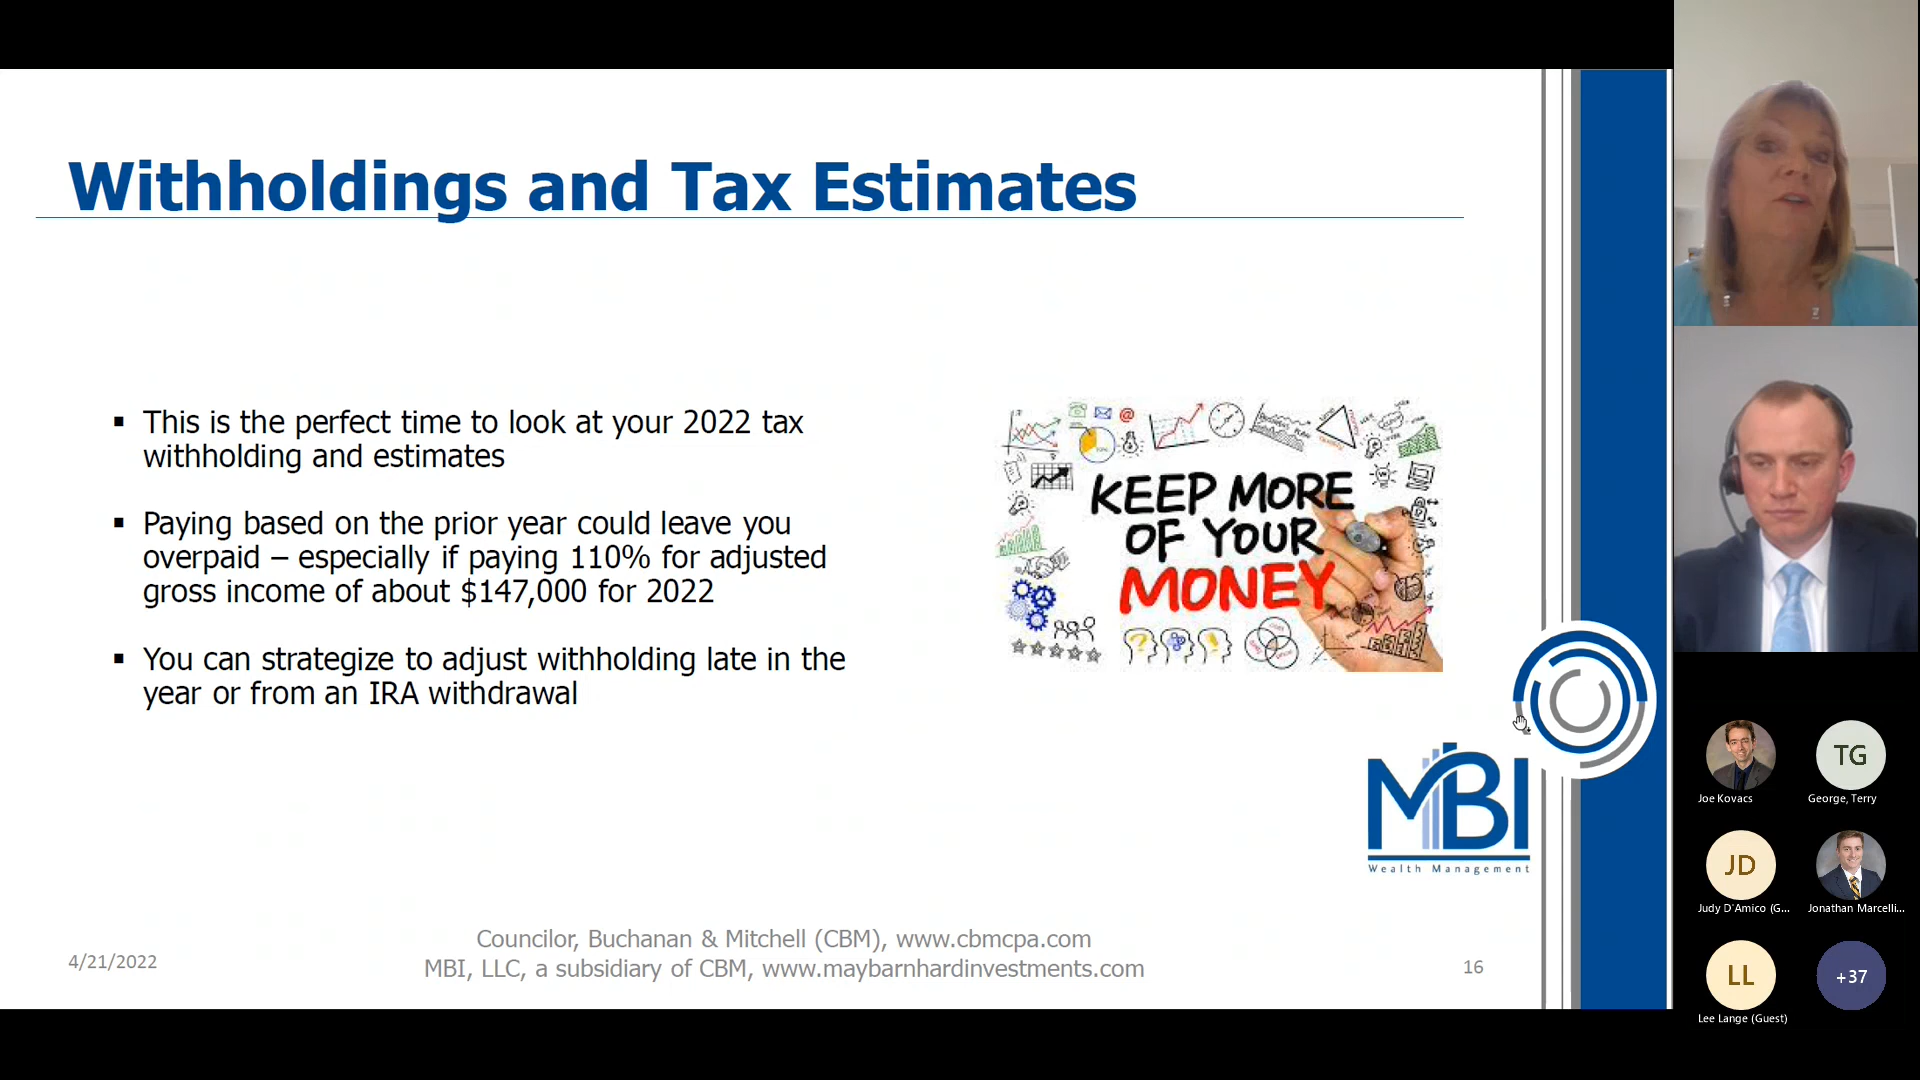 Withholdings and Tax Estimates
▪ This is the perfect time to look at your 2022 tax
withholding and estimates
▪ Paying based on the prior year could leave you
overpaid – especially if paying 110% for adjusted
gross income of about $147,000 for 2022
▪ You can strategize to adjust withholding late in the
year or from an IRA withdrawal
KEEP MORE
OF YOUR
MONEY
MBI
Wealth Management
Councilor, Buchanan & Mitchell (CBM), www.cbmcpa.com
MBI, LLC, a subsidiary of CBM, www.maybarnhardinvestments.com
4/21/2022
16
Joe Kovacs
TG
George, Terry
JD
Judy D'Amico (G...
Jonathan Marcelli...
LL
Lee Lange (Guest)
+37